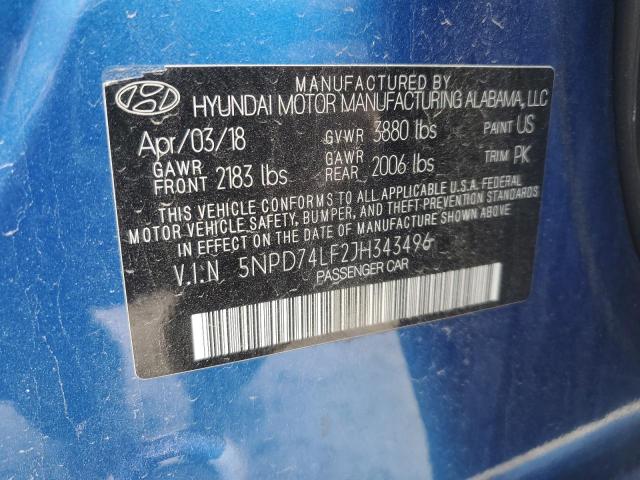 MANUFACTURED BY
HYUNDAI MOTOR MANUFACTURING ALABAMA, LLC
Apr/03/18 GVWR 3880 lbs PAINT US
GAWR FRONT 2183 lbs GAWR REAR 2006 lbs TRIM PK
THIS VEHICLE CONFORMS TO ALL APPLICABLE U.S.A. FEDERAL
MOTOR VEHICLE SAFETY, BUMPER, AND THEFT PREVENTION STANDARDS
IN EFFECT ON THE DATE OF MANUFACTURE SHOWN ABOVE.
V.I.N 5NPD74LF2JH343496
PASSENGER CAR